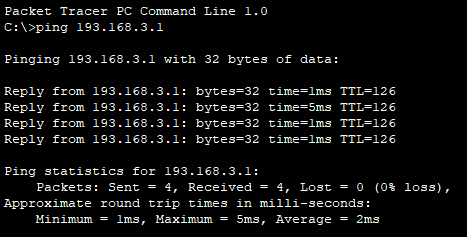 Packet Tracer PC Command Line 1.0
C:\>ping 193.168.3.1
Pinging 193.168.3.1 with 32 bytes of data:
Reply from 193.168.3.1: bytes=32 time=1ms TTL=126
Reply from 193.168.3.1: bytes=32 time=5ms TTL=126
Reply from 193.168.3.1: bytes=32 time=1ms TTL=126
Reply from 193.168.3.1: bytes=32 time=1ms TTL=126
Ping statistics for 193.168.3.1:
Packets: Sent = 4, Received = 4, Lost = 0 (0% loss),
Approximate round trip times in milli-seconds:
Minimum = 1ms, Maximum = 5ms, Average = 2ms